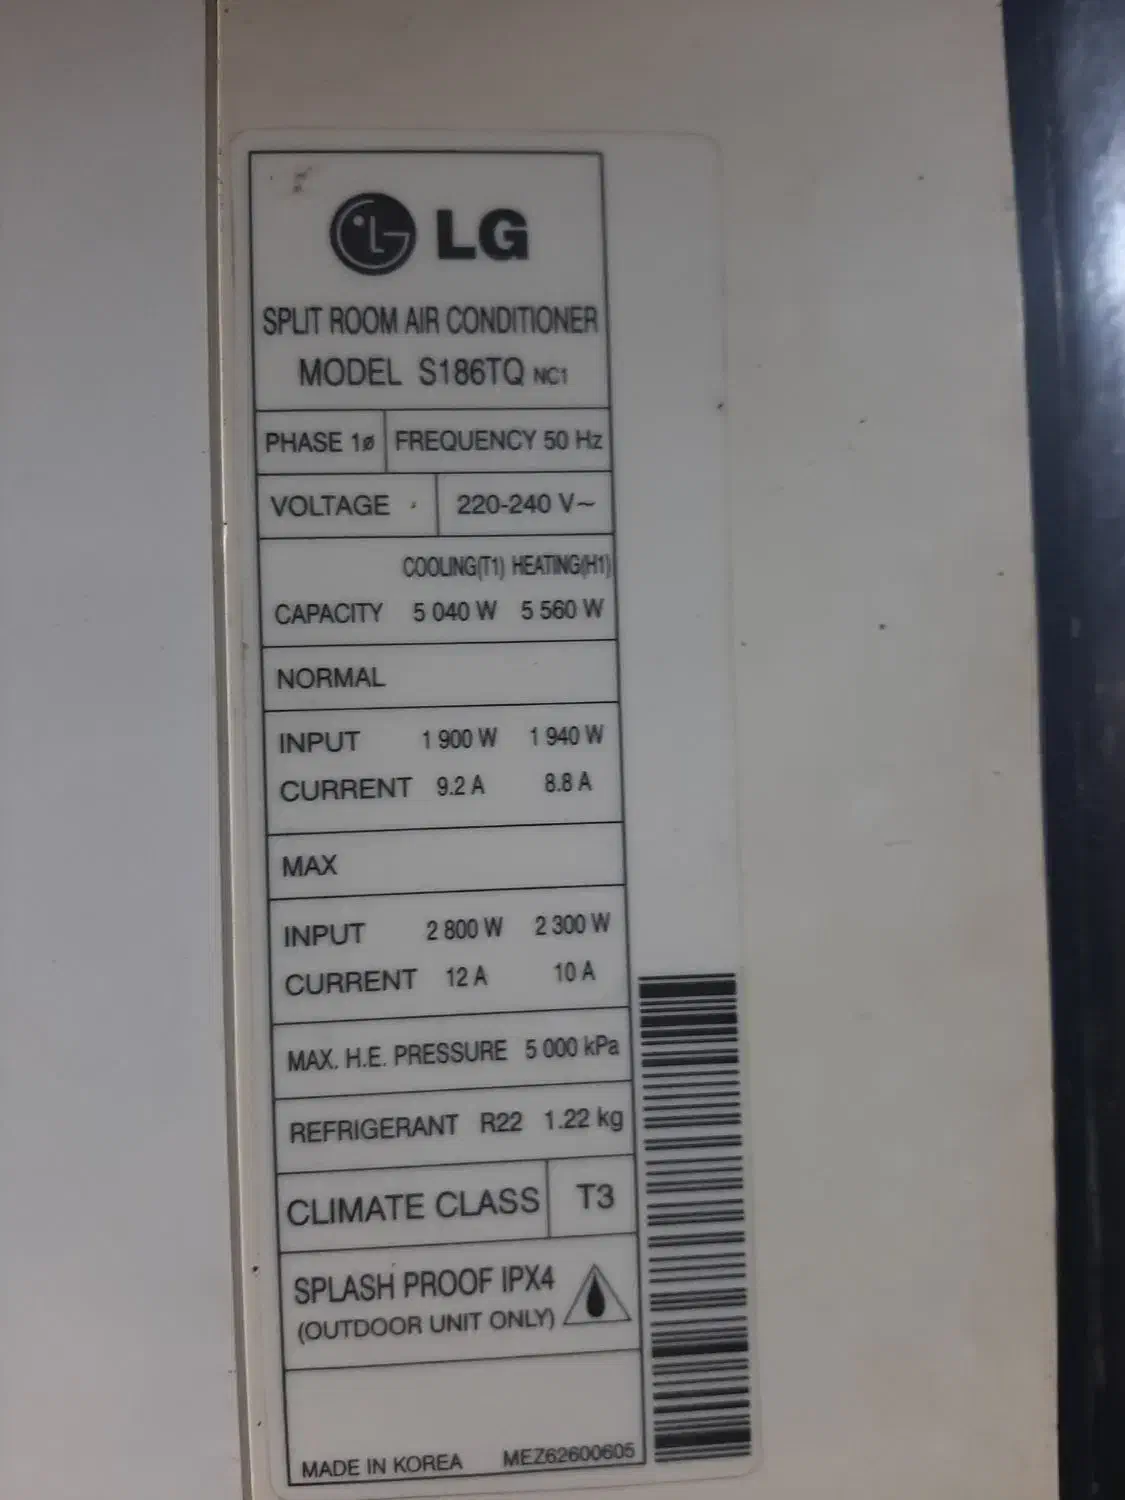 LG
SPLIT ROOM AIR CONDITIONER
MODEL S186TQ NC1
PHASE 1ø FREQUENCY 50 Hz
VOLTAGE 220-240 V~
COOLING(T1) HEATING(H1)
CAPACITY 5 040 W 5 560 W
NORMAL
INPUT 1 900 W 1 940 W
CURRENT 9.2 A 8.8 A
MAX
INPUT 2 800 W 2 300 W
CURRENT 12 A 10 A
MAX. H.E. PRESSURE 5 000 kPa
REFRIGERANT R22 1.22 kg
CLIMATE CLASS T3
SPLASH PROOF IPX4
(OUTDOOR UNIT ONLY)
MADE IN KOREA MEZ62600605